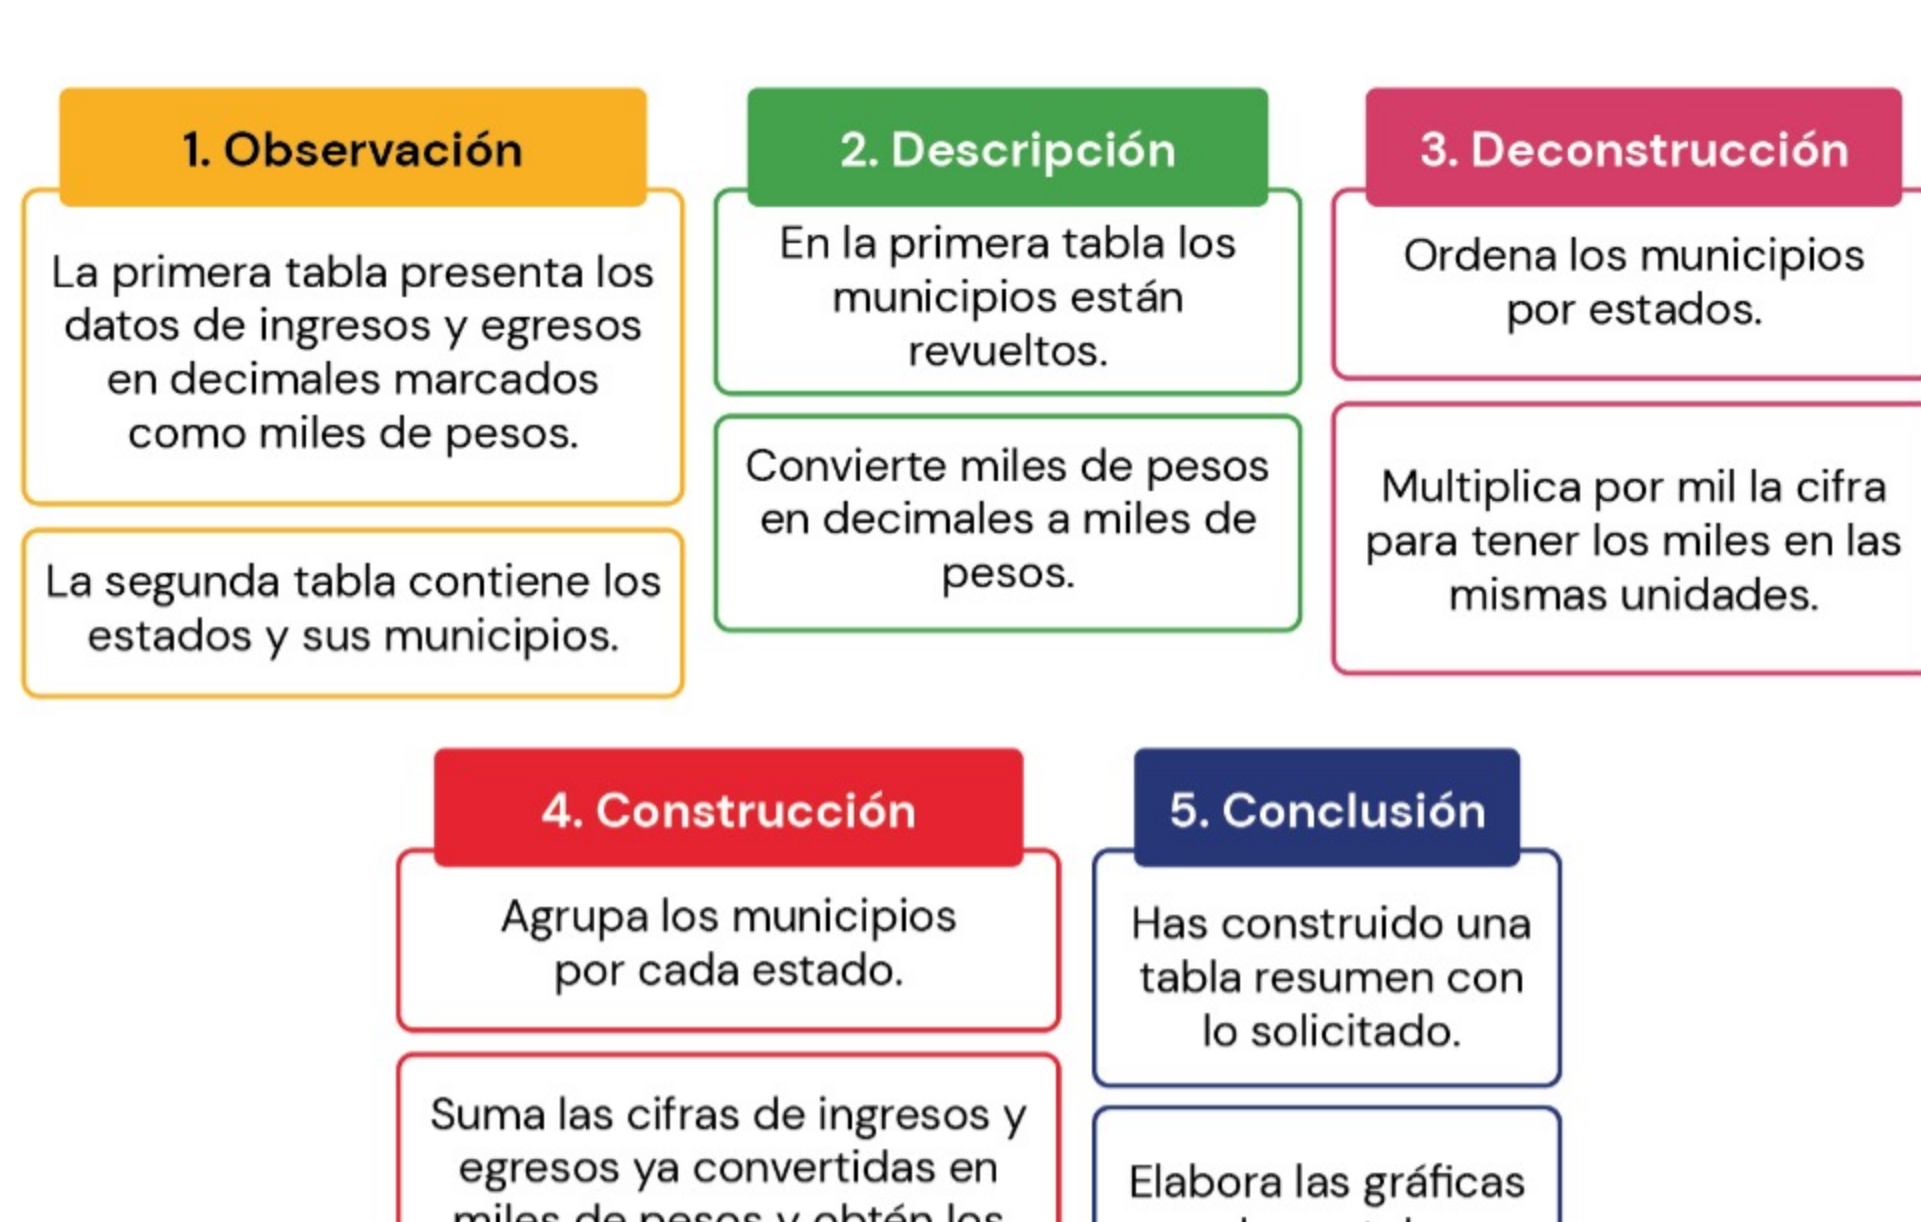 1. Observación
La primera tabla presenta los
datos de ingresos y egresos
en decimales marcados
como miles de pesos.
La segunda tabla contiene los
estados y sus municipios.
2. Descripción
En la primera tabla los
municipios están
revueltos.
Convierte miles de pesos
en decimales a miles de
pesos.
3. Deconstrucción
Ordena los municipios
por estados.
Multiplica por mil la cifra
para tener los miles en las
mismas unidades.
4. Construcción
Agrupa los municipios
por cada estado.
Suma las cifras de ingresos y
egresos ya convertidas en
miles de pesos y obtén los
5. Conclusión
Has construido una
tabla resumen con
lo solicitado.
Elabora las gráficas